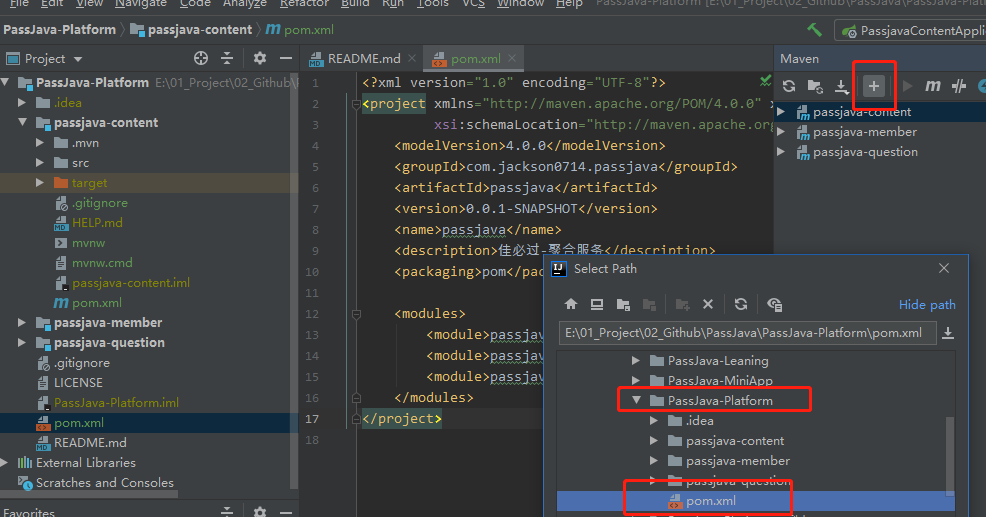 File Edit View Navigate Code Analyze Refactor Build Run Tools VCS Window Help
PassJava-Platform passjava-content pom.xml
PassjavaContentAppli
Project
README.md
pom.xml
Maven
PassJava-Platform E:\01_Project\02_Github\
.idea
passjava-content
.mvn
src
target
.gitignore
HELP.md
mvnw
mvnw.cmd
passjava-content.iml
pom.xml
passjava-member
passjava-question
.gitignore
LICENSE
PassJava-Platform.iml
pom.xml
README.md
External Libraries
Scratches and Consoles
Favorites
1 <?xml version="1.0" encoding="UTF-8"?>
2 <project xmlns="http://maven.apache.org/POM/4.0.0"
3 xsi:schemaLocation="http://maven.apache.org
4 <modelVersion>4.0.0</modelVersion>
5 <groupId>com.jackson0714.passjava</groupId>
6 <artifactId>passjava</artifactId>
7 <version>0.0.1-SNAPSHOT</version>
8 <name>passjava</name>
9 <description>佳必过-聚合服务</description>
10 <packaging>pom</pac
11
12 <modules>
13 <module>passjav
14 <module>passjav
15 <module>passjav
16 </modules>
17 </project>
18
passjava-content
passjava-member
passjava-question
Select Path
Hide path
E:\01_Project\02_Github\PassJava\PassJava-Platform\pom.xml
PassJava-Leaning
PassJava-MiniApp
PassJava-Platform
.idea
passjava-content
passjava-member
passjava-question
pom.xml